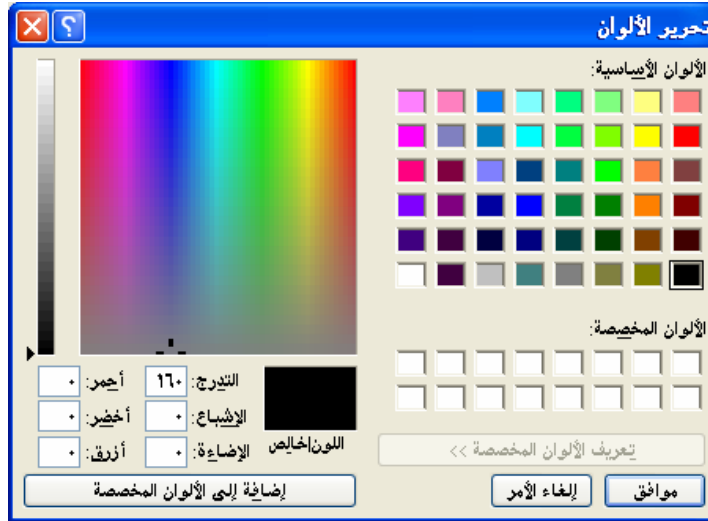 تحرير الألوان
الألوان الأساسية:
الألوان المخصصة:
تعريف الألوان المخصصة >>
موافق
إلغاء الأمر
اللون|خالص
التدرج: ١٦٠
الإشباع: ٠
الإضاءة: ٠
أحمر: ٠
أخضر: ٠
أزرق: ٠
إضافة إلى الألوان المخصصة